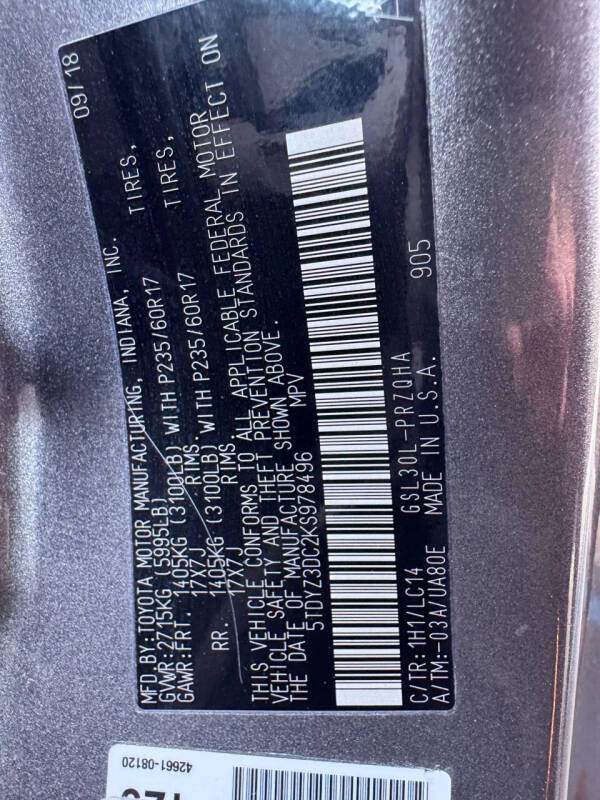 MFD.BY:TOYOTA MOTOR MANUFACTURING, INDIANA, INC. 09/18
GVWR:2715KG (5995LB)
GAWR:FRT. 1405KG (3100LB) WITH P235/60R17 TIRES,
17X7J RIMS.
RR. 1405KG (3100LB) WITH P235/60R17 TIRES,
17X7J RIMS.
THIS VEHICLE CONFORMS TO ALL APPLICABLE FEDERAL MOTOR
VEHICLE SAFETY AND THEFT PREVENTION STANDARDS IN EFFECT ON
THE DATE OF MANUFACTURE SHOWN ABOVE.
5TDYZ3DC2KS978496 MPV
C/TR:1H1/LC14 GSL30L-PRZQHA 905
A/TM:-03A/UA80E MADE IN U.S.A.
42661-08120